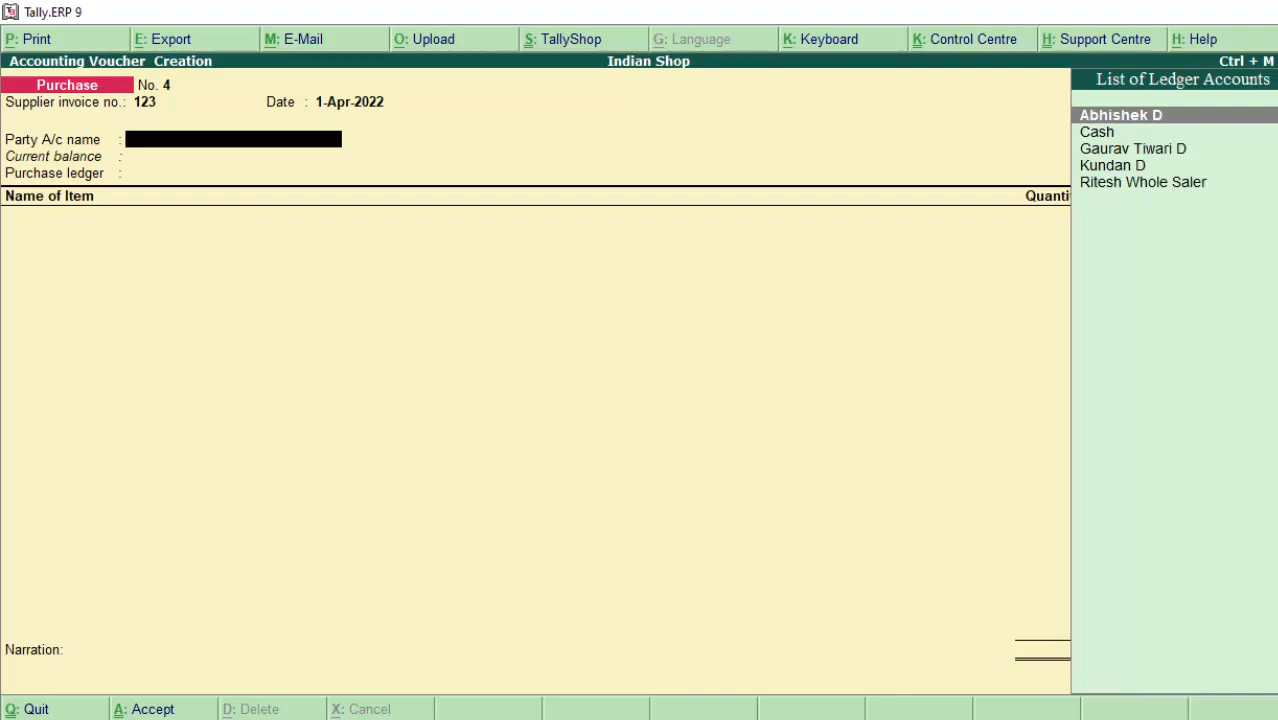 Tally.ERP 9
P: Print E: Export M: E-Mail O: Upload S: TallyShop G: Language K: Keyboard K: Control Centre H: Support Centre H: Help
Accounting Voucher Creation Indian Shop Ctrl + M
Purchase No. 4
Supplier invoice no.: 123 Date : 1-Apr-2022
Party A/c name :
Current balance :
Purchase ledger :
Name of Item Quanti
List of Ledger Accounts
Abhishek D
Cash
Gaurav Tiwari D
Kundan D
Ritesh Whole Saler
Narration:
Q: Quit A: Accept D: Delete X: Cancel